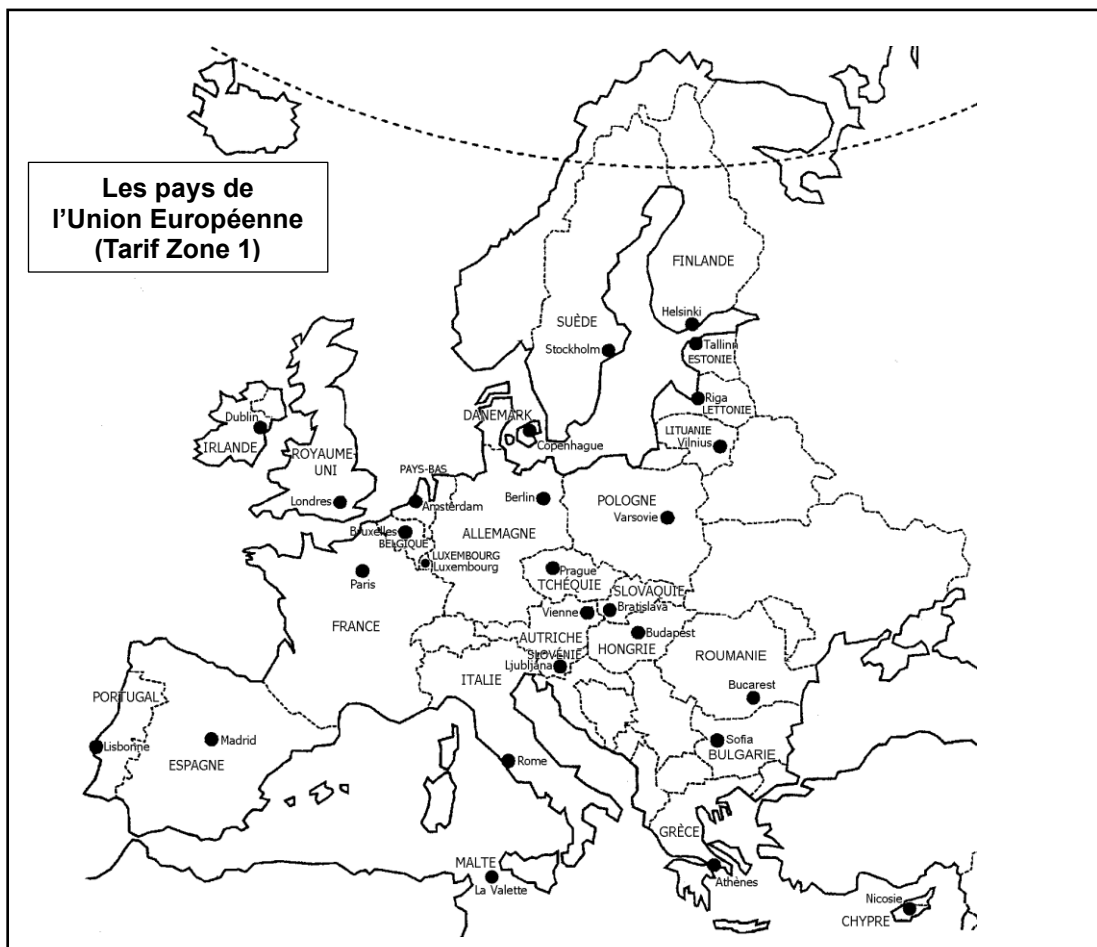 Les pays de
l'Union Européenne
(Tarif Zone 1)
FINLANDE
Helsinki
SUÈDE
Stockholm
Tallinn
ESTONIE
Riga
LETTONIE
DANEMARK
Copenhague
LITUANIE
Vilnius
Dublin
IRLANDE
ROYAUME-
UNI
Londres
PAYS-BAS
Amsterdam
Berlin
ALLEMAGNE
POLOGNE
Varsovie
Bruxelles
BELGIQUE
LUXEMBOURG
Luxembourg
Paris
FRANCE
Prague
TCHÉQUIE
SLOVAQUIE
Bratislava
Vienne
AUTRICHE
Budapest
HONGRIE
SLOVÉNIE
Ljubljana
ITALIE
ROUMANIE
Bucarest
PORTUGAL
Lisbonne
Madrid
ESPAGNE
Rome
Sofia
BULGARIE
GRÈCE
Athènes
MALTE
La Valette
Nicosie
CHYPRE